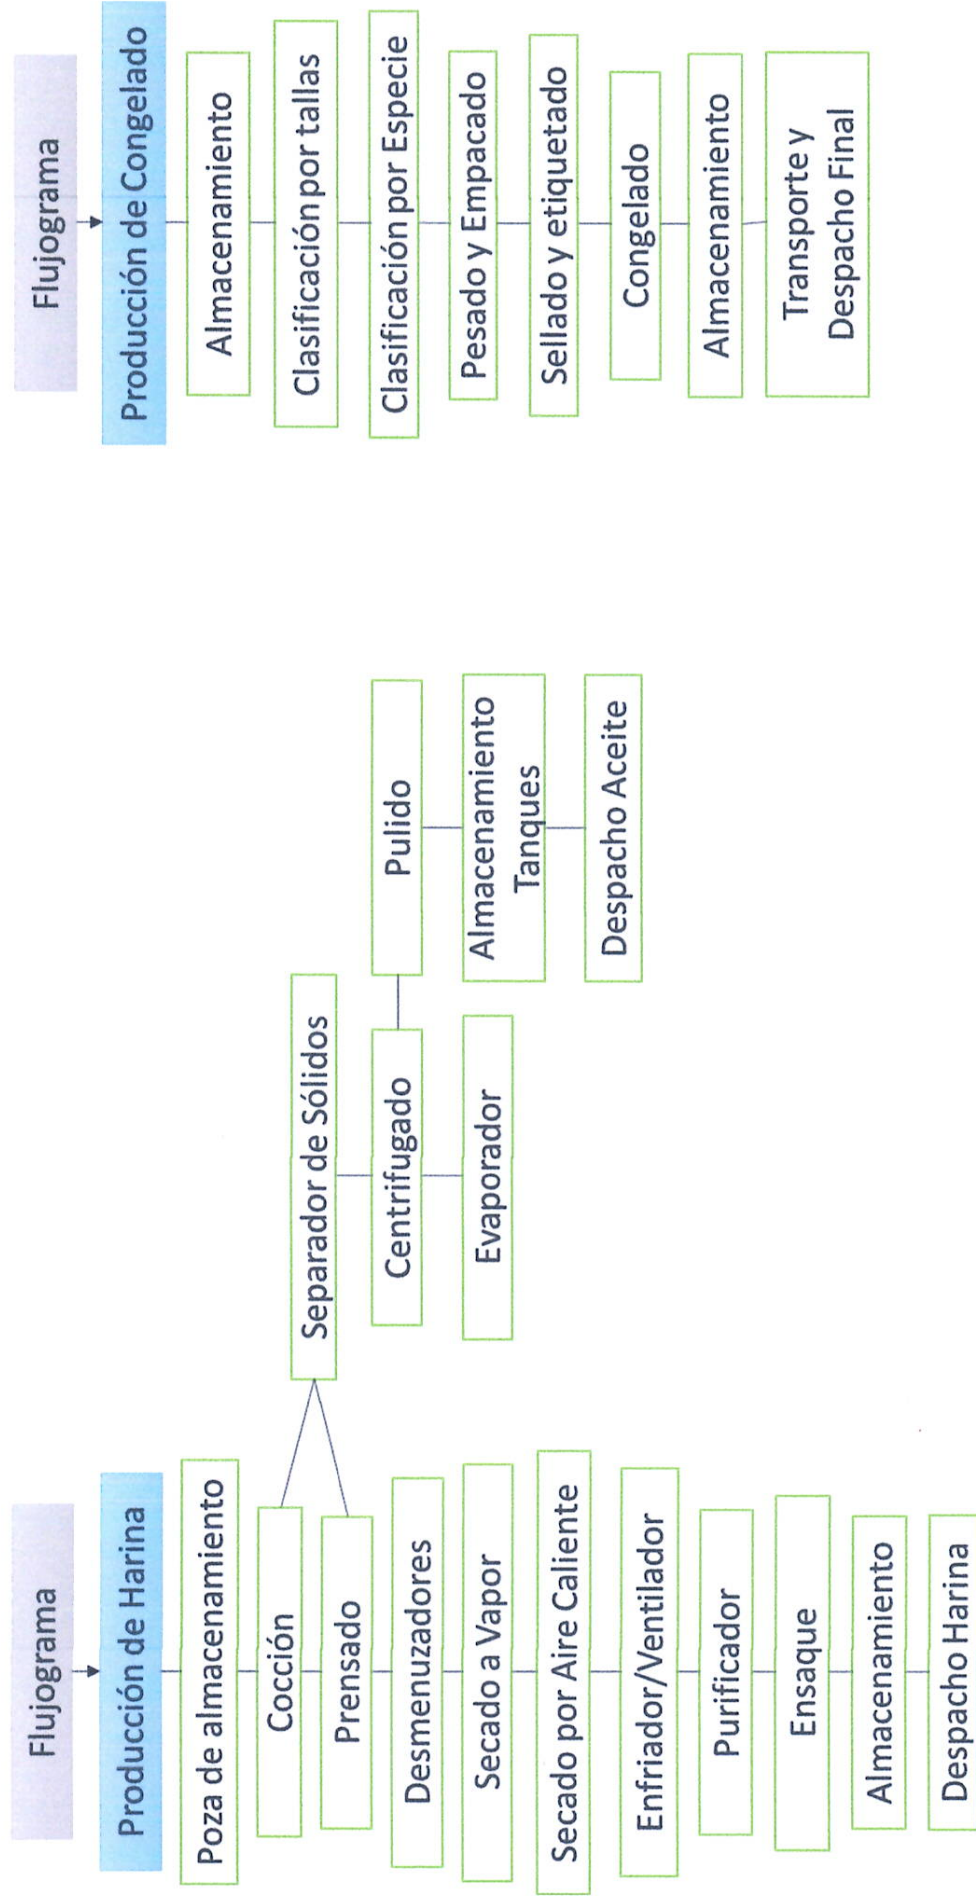 Flujograma
Producción de Harina
Poza de almacenamiento
Cocción
Prensado
Desmenuzadores
Secado a Vapor
Secado por Aire Caliente
Enfriador/Ventilador
Purificador
Ensaque
Almacenamiento
Despacho Harina
Separador de Sólidos
Centrifugado
Evaporador
Pulido
Almacenamiento
Tanques
Despacho Aceite
Flujograma
Producción de Congelado
Almacenamiento
Clasificación por tallas
Clasificación por Especie
Pesado y Empacado
Sellado y etiquetado
Congelado
Almacenamiento
Transporte y
Despacho Final